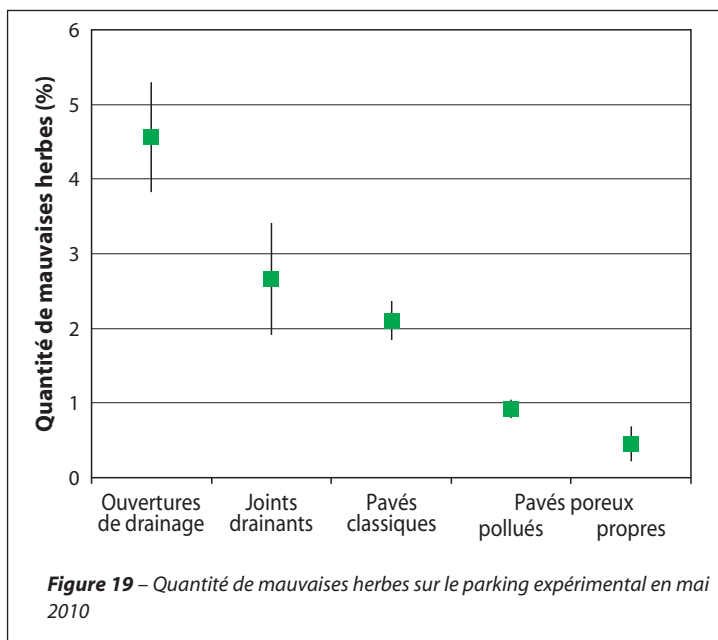 6
5
4
3
2
1
0
Quantité de mauvaises herbes (%)
Ouvertures
de drainage
Joints
drainants
Pavés
classiques
Pavés poreux
pollués propres
Figure 19 – Quantité de mauvaises herbes sur le parking expérimental en mai
2010